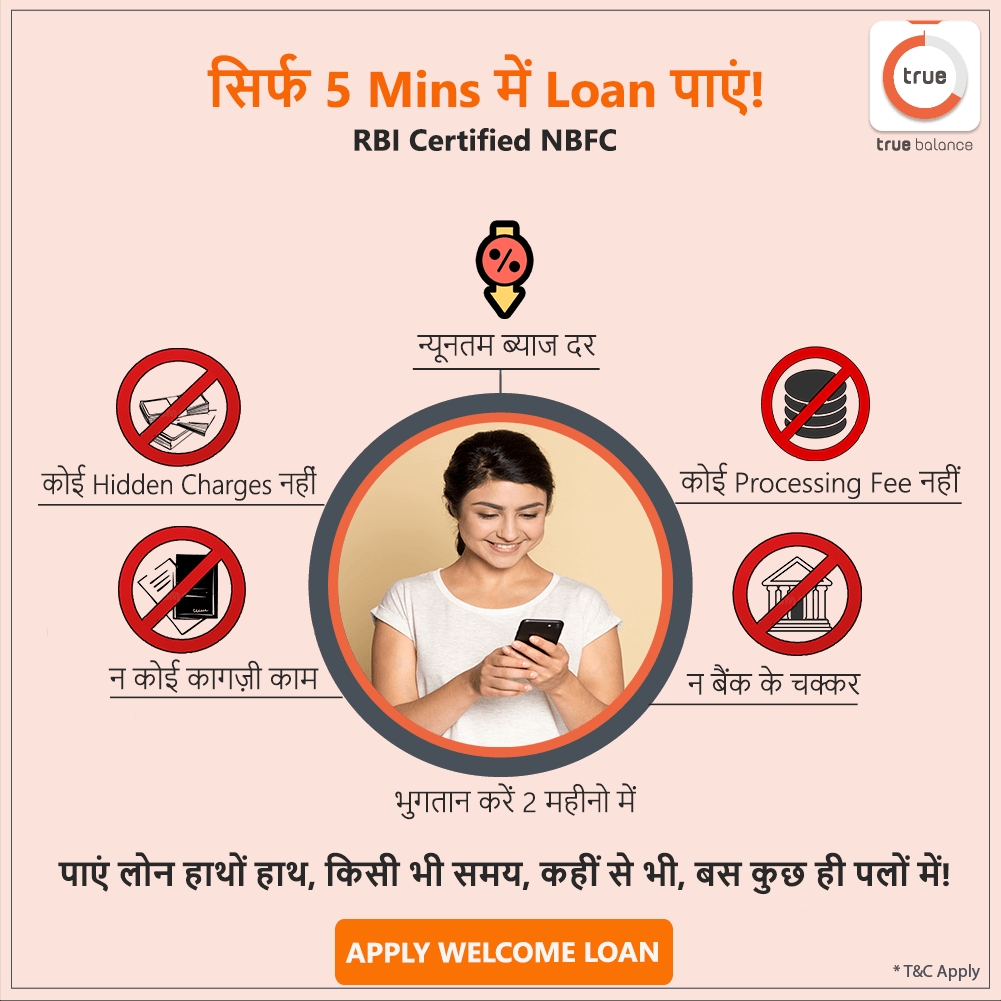 सिर्फ 5 Mins में Loan पाएं!
RBI Certified NBFC
true
true balance
न्यूनतम ब्याज दर
कोई Hidden Charges नहीं
कोई Processing Fee नहीं
न कोई कागज़ी काम
न बैंक के चक्कर
भुगतान करें 2 महीनो में
पाएं लोन हाथों हाथ, किसी भी समय, कहीं से भी, बस कुछ ही पलों में!
APPLY WELCOME LOAN
* T&C Apply